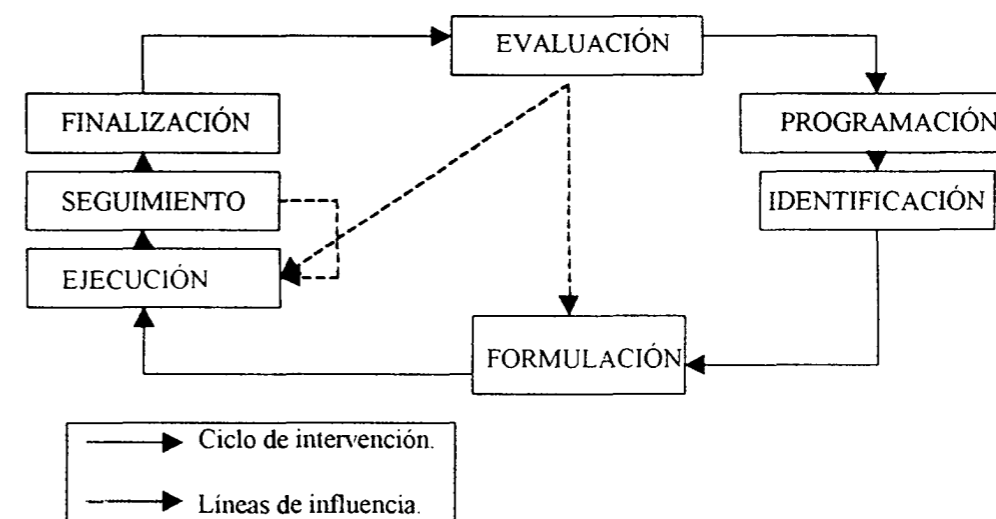 EVALUACIÓN
FINALIZACIÓN
PROGRAMACIÓN
SEGUIMIENTO
IDENTIFICACIÓN
EJECUCIÓN
FORMULACIÓN
Ciclo de intervención.
Líneas de influencia.